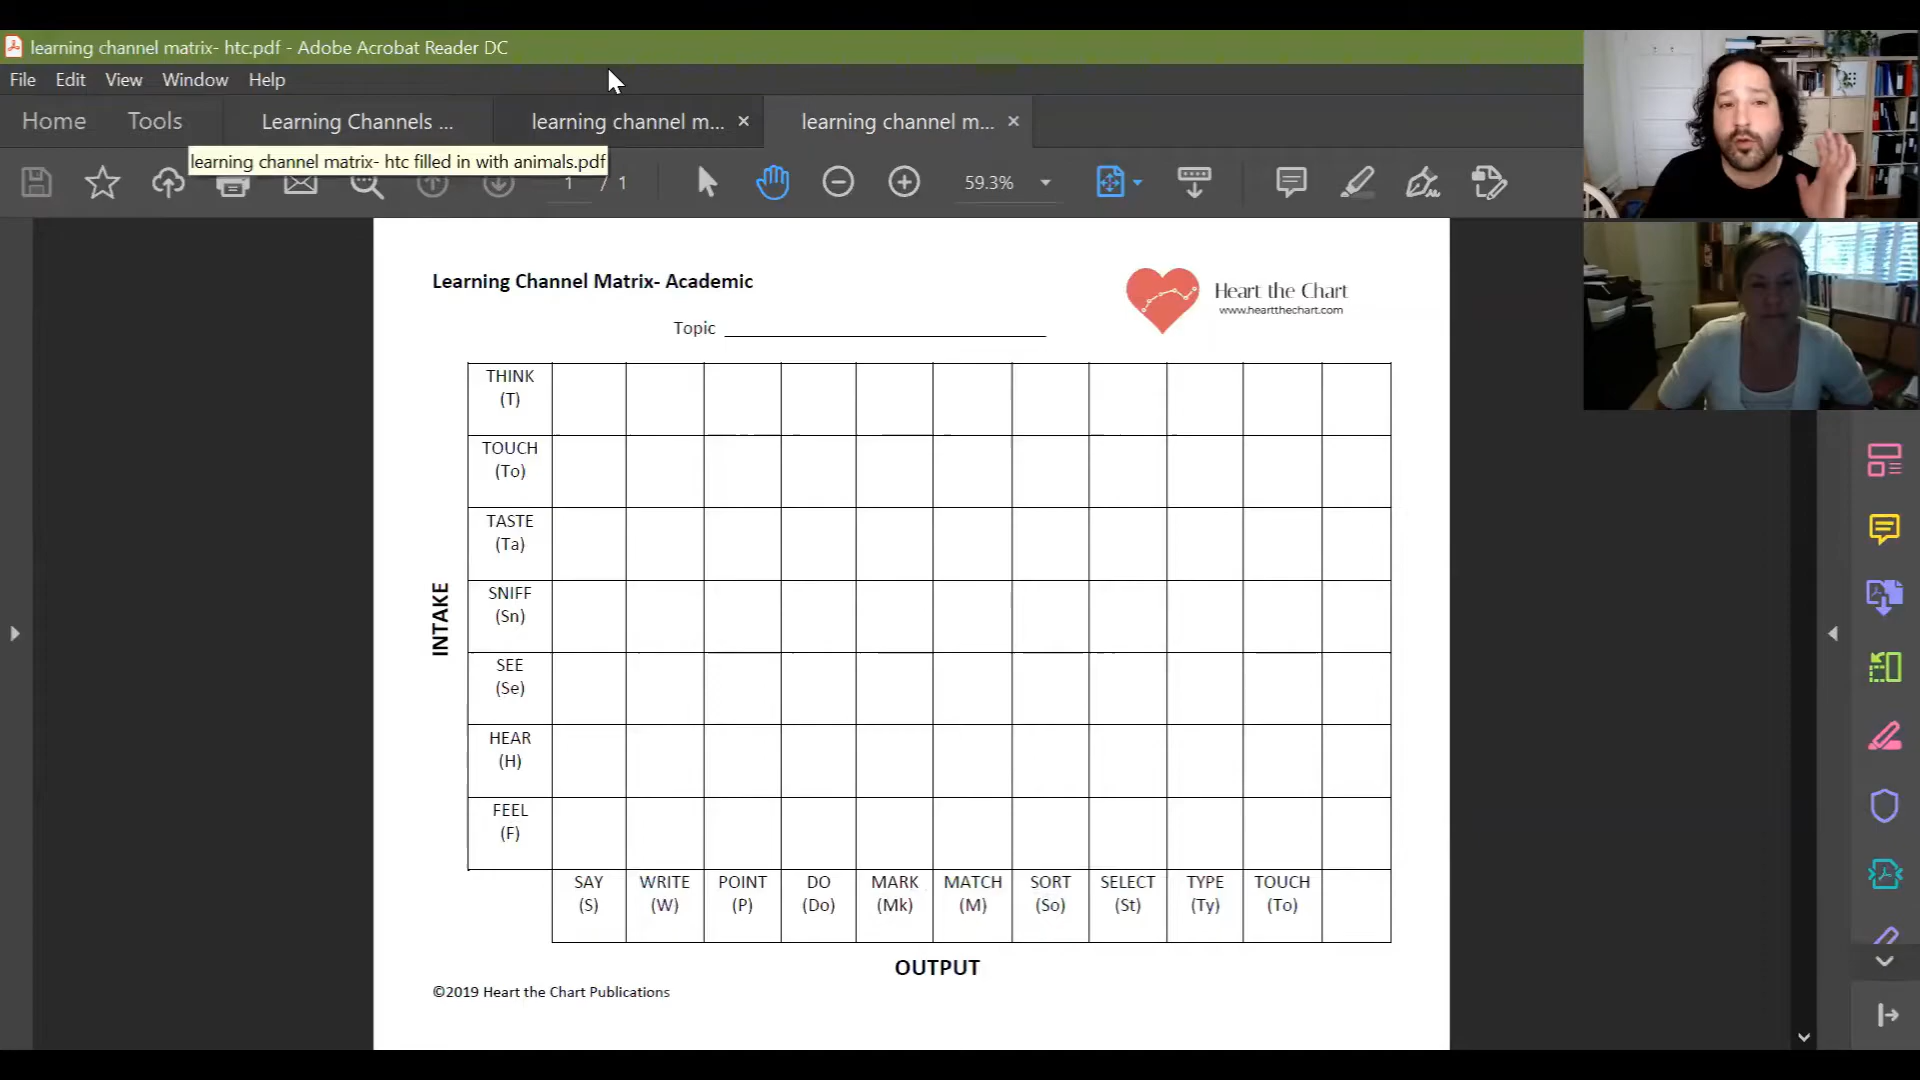 learning channel matrix- htc.pdf - Adobe Acrobat Reader DC
File Edit View Window Help
Home Tools Learning Channels ... learning channel m... × learning channel m... ×
learning channel matrix- htc filled in with animals.pdf
1 / 1 59.3%
Learning Channel Matrix- Academic
Heart the Chart
www.heartthechart.com
Topic
THINK
(T)
TOUCH
(To)
TASTE
(Ta)
SNIFF
(Sn)
INTAKE
SEE
(Se)
HEAR
(H)
FEEL
(F)
SAY WRITE POINT DO MARK MATCH SORT SELECT TYPE TOUCH
(S) (W) (P) (Do) (Mk) (M) (So) (St) (Ty) (To)
OUTPUT
©2019 Heart the Chart Publications